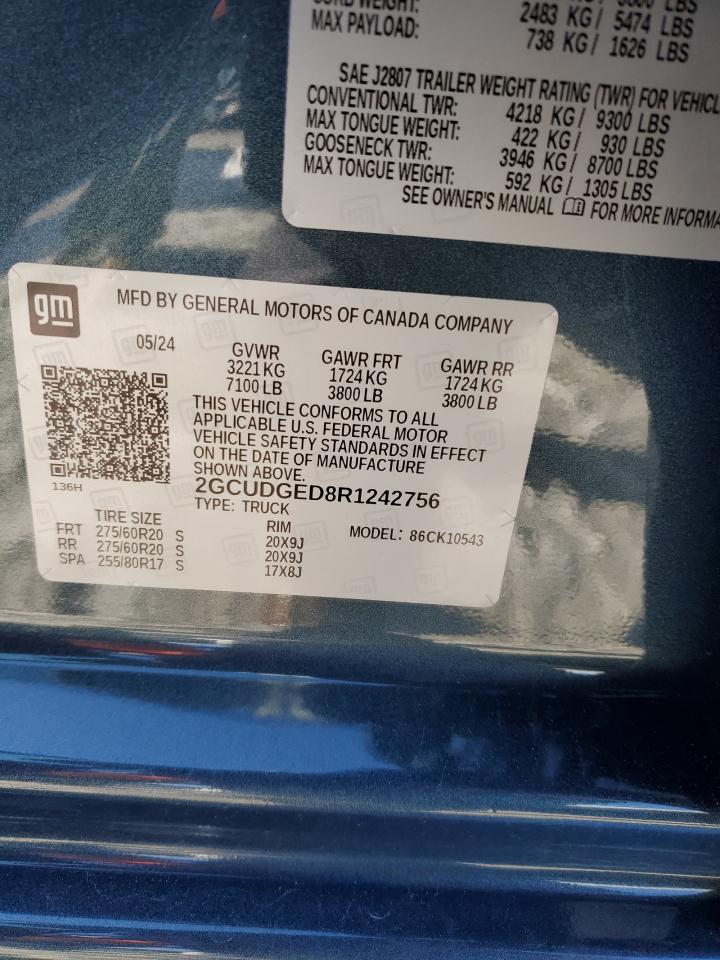 CURB WEIGHT:
2483 KG / 5474 LBS
MAX PAYLOAD: 738 KG / 1626 LBS
SAE J2807 TRAILER WEIGHT RATING (TWR) FOR
CONVENTIONAL TWR: 4218 KG / 9300 LBS
MAX TONGUE WEIGHT: 422 KG / 930 LBS
GOOSENECK TWR: 3946 KG / 8700 LBS
MAX TONGUE WEIGHT: 592 KG / 1305 LBS
SEE OWNER'S MANUAL FOR MORE
gm
MFD BY GENERAL MOTORS OF CANADA COMPANY
05/24
GVWR GAWR FRT GAWR RR
3221 KG 1724 KG 1724 KG
7100 LB 3800 LB 3800 LB
THIS VEHICLE CONFORMS TO ALL
APPLICABLE U.S. FEDERAL MOTOR
VEHICLE SAFETY STANDARDS IN EFFECT
ON THE DATE OF MANUFACTURE
SHOWN ABOVE.
136H
2GCUDGED8R1242756
TYPE: TRUCK
TIRE SIZE RIM MODEL: 86CK10543
FRT 275/60R20 S 20X9J
RR 275/60R20 S 20X9J
SPA 255/80R17 S 17X8J